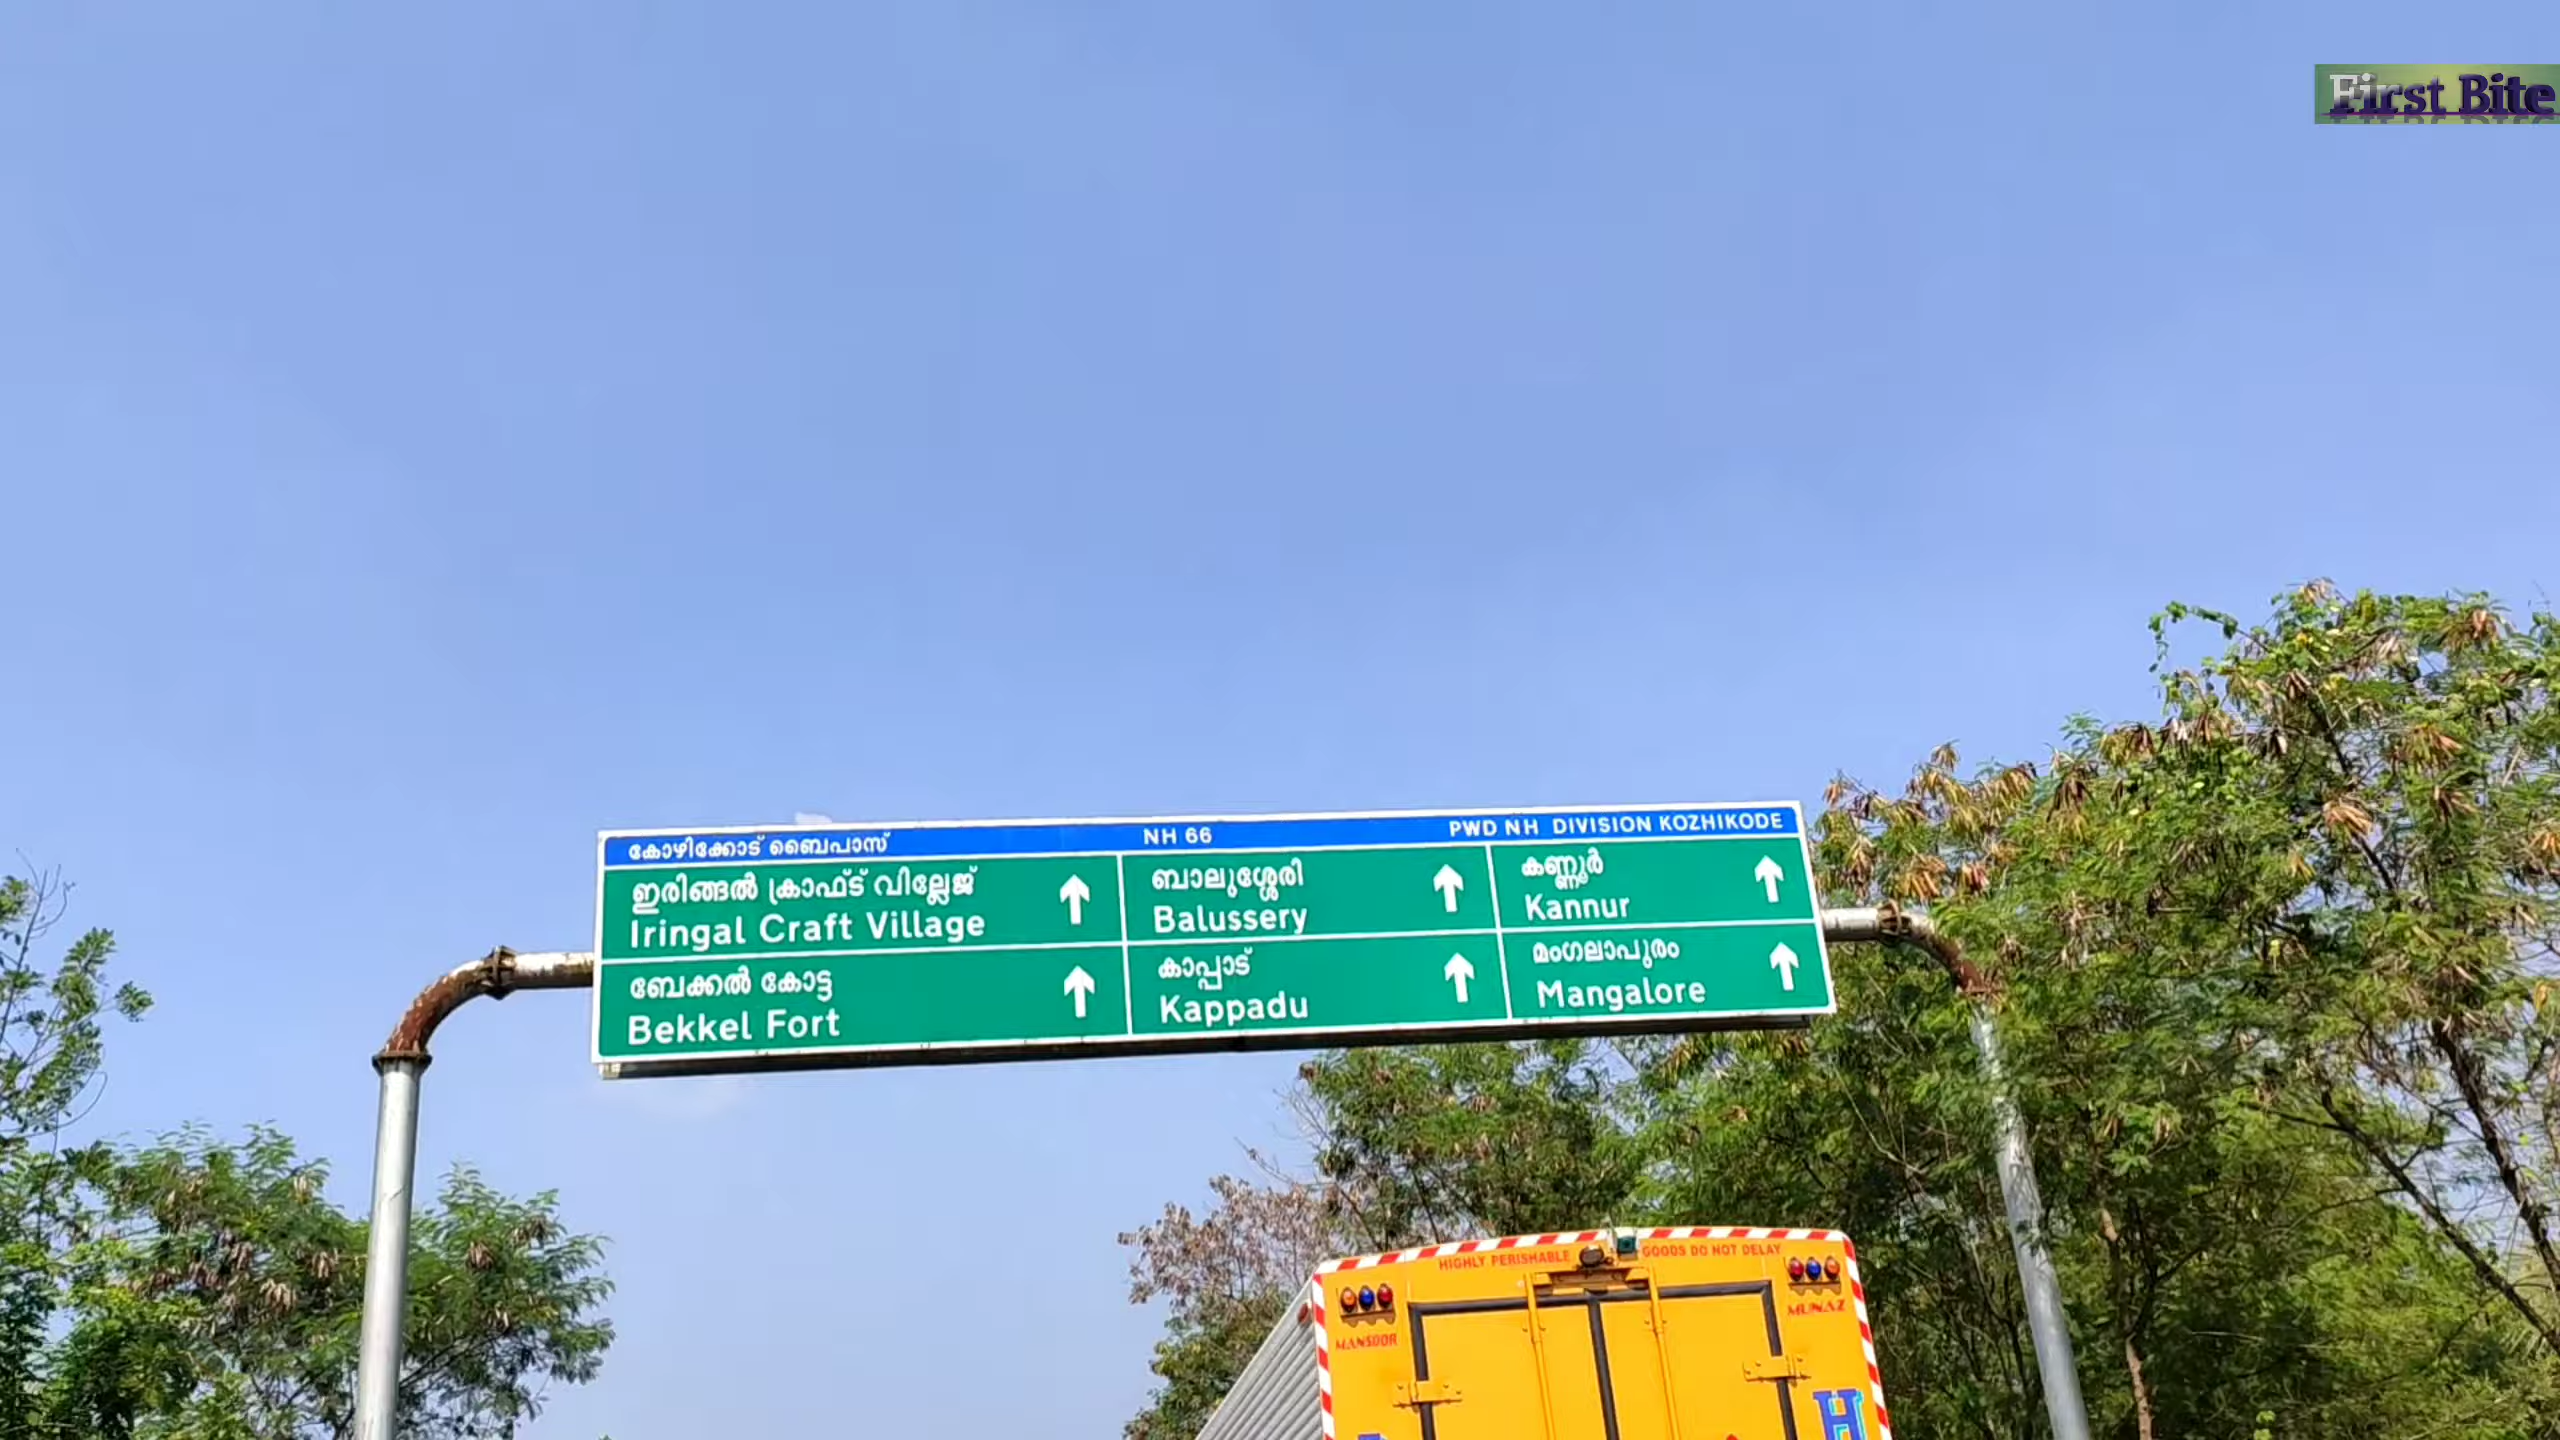 First Bite
കോഴിക്കോട് ബൈപാസ് NH 66 PWD NH DIVISION KOZHIKODE
ഇരിങ്ങൽ ക്രാഫ്ട് വില്ലേജ്
Iringal Craft Village
ബാലുശ്ശേരി
Balussery
കണ്ണൂർ
Kannur
ബേക്കൽ കോട്ട
Bekkel Fort
കാപ്പാട്
Kappadu
മംഗലാപുരം
Mangalore
HIGHLY PERISHABLE GOODS DO NOT DELAY
MANSOOR MUNAZ
H